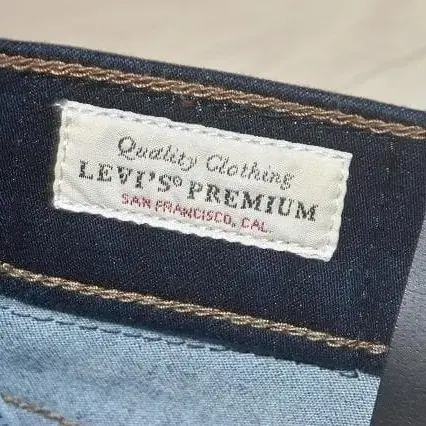 Quality Clothing
LEVI'S® PREMIUM
SAN FRANCISCO, CAL.